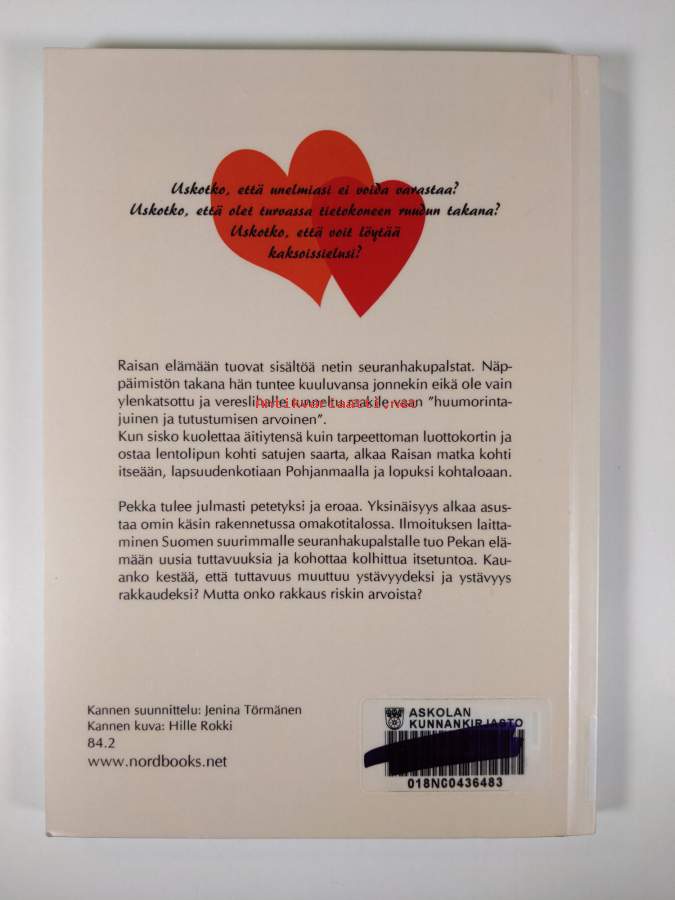 Uskotko, että unelmiasi ei voida varastaa?
Uskotko, että olet turvassa tietokoneen ruudun takana?
Uskotko, että voit löytää
kaksoissielusi?
Raisan elämään tuovat sisältöä netin seuranhakupalstat. Näp-
päimistön takana hän tuntee kuuluvansa jonnekin eikä ole vain
ylenkatsottu ja vereslihalle runneltu makile vaan "huumorinta-
Antikvariaatti.net
juinen ja tutustumisen arvoinen".
Kun sisko kuolettaa äitiytensä kuin tarpeettoman luottokortin ja
ostaa lentolipun kohti satujen saarta, alkaa Raisan matka kohti
itseään, lapsuudenkotiaan Pohjanmaalla ja lopuksi kohtaloaan.
Pekka tulee julmasti petetyksi ja eroaa. Yksinäisyys alkaa asus-
taa omin käsin rakennetussa omakotitalossa. Ilmoituksen laitta-
minen Suomen suurimmalle seuranhakupalstalle tuo Pekan elä-
mään uusia tuttavuuksia ja kohottaa kolhittua itsetuntoa. Kau-
anko kestää, että tuttavuus muuttuu ystävyydeksi ja ystävyys
rakkaudeksi? Mutta onko rakkaus riskin arvoista?
Kannen suunnittelu: Jenina Törmänen
Kannen kuva: Hille Rokki
84.2
www.nordbooks.net
ASKOLAN
KUNNANKIRJASTO
018NC0436483